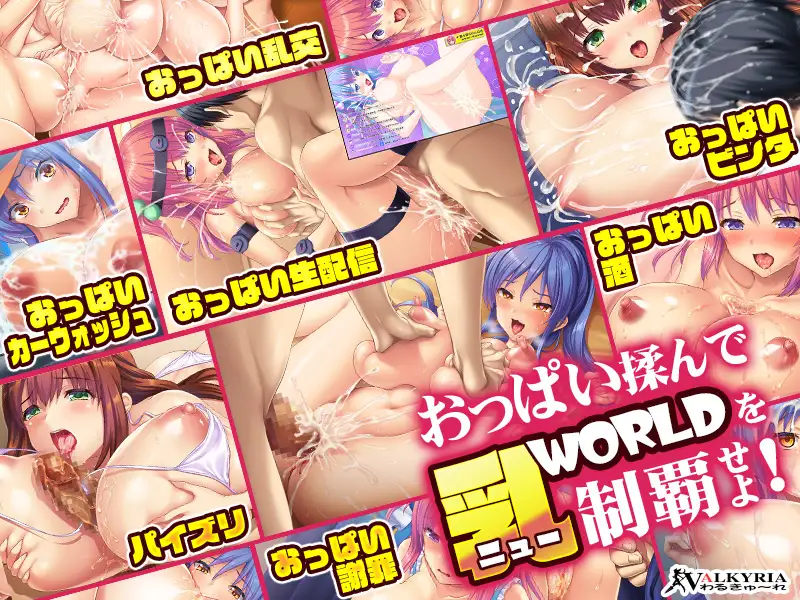 おっぱい乱交
おっぱい
ビンタ
おっぱい
カーウォッシュ
おっぱい生配信
おっぱい
酒
パイズリ
おっぱい
謝罪
おっぱい揉んで
乳WORLDを
ニュー
制覇せよ!
VALKYRIA
わるきゅ〜れ